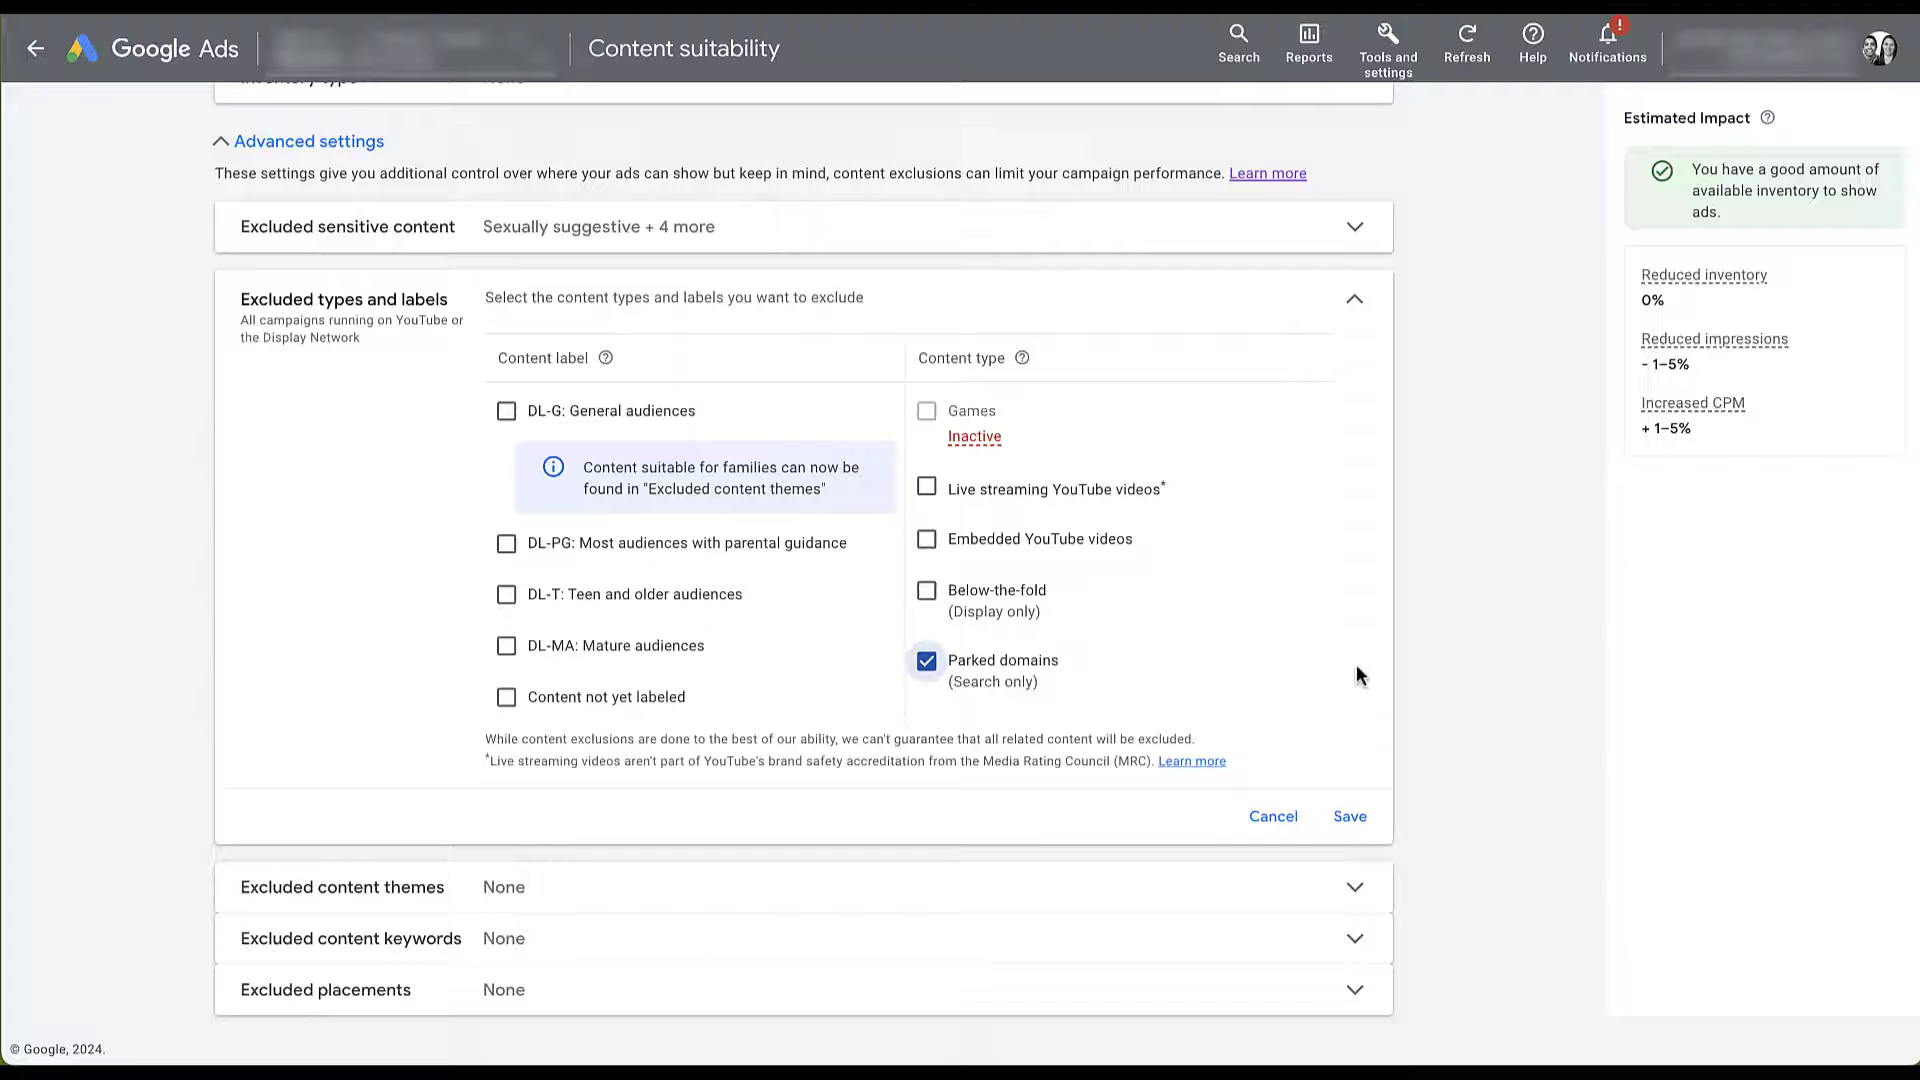 Google Ads
Content suitability
Search
Reports
Tools and
settings
Refresh
Help
Notifications
Advanced settings
These settings give you additional control over where your ads can show but keep in mind, content exclusions can limit your campaign performance. Learn more
Excluded sensitive content
Sexually suggestive + 4 more
Excluded types and labels
All campaigns running on YouTube or
the Display Network
Select the content types and labels you want to exclude
Content label
DL-G: General audiences
Content suitable for families can now be
found in "Excluded content themes"
DL-PG: Most audiences with parental guidance
DL-T: Teen and older audiences
DL-MA: Mature audiences
Content not yet labeled
Content type
Games
Inactive
Live streaming YouTube videos*
Embedded YouTube videos
Below-the-fold
(Display only)
Parked domains
(Search only)
While content exclusions are done to the best of our ability, we can't guarantee that all related content will be excluded.
*Live streaming videos aren't part of YouTube's brand safety accreditation from the Media Rating Council (MRC). Learn more
Cancel
Save
Excluded content themes
None
Excluded content keywords
None
Excluded placements
None
Estimated Impact
You have a good amount of
available inventory to show
ads.
Reduced inventory
0%
Reduced impressions
- 1–5%
Increased CPM
+ 1–5%
© Google, 2024.